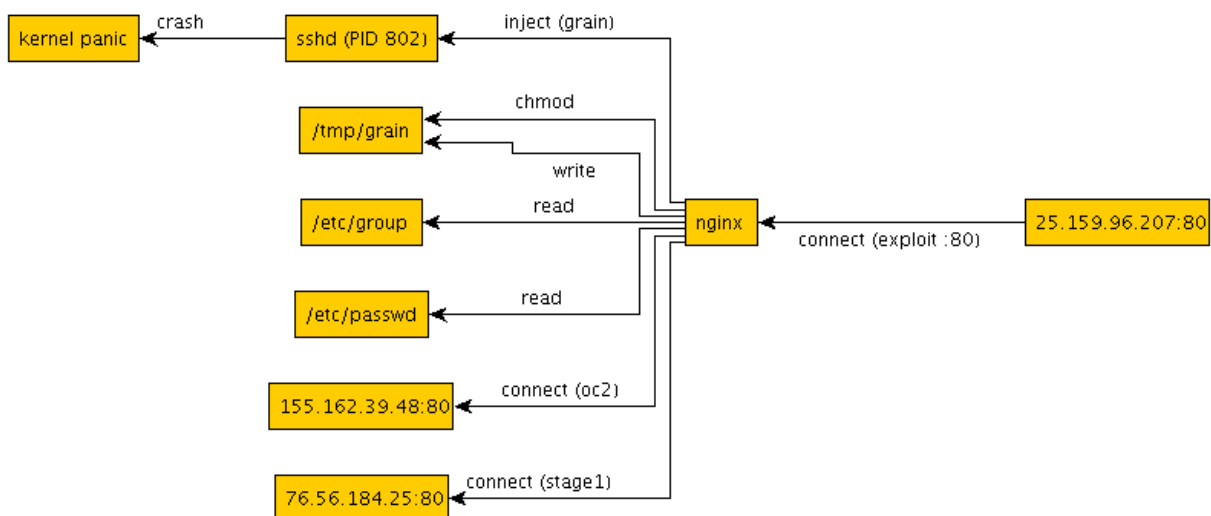 crash
inject (grain)
kernel panic
sshd (PID 802)
chmod
/tmp/grain
write
read
/etc/group
nginx
25.159.96.207:80
connect (exploit :80)
read
/etc/passwd
connect (oc2)
155.162.39.48:80
connect (stage1)
76.56.184.25:80